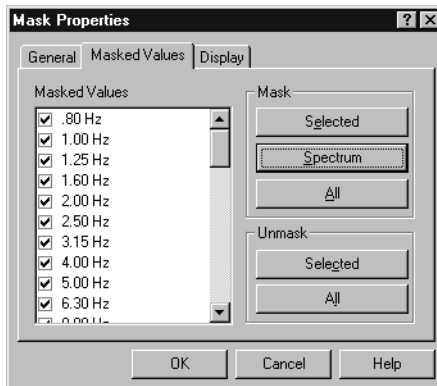 Mask Properties
General
Masked Values
Display
Masked Values
.80 Hz
1.00 Hz
1.25 Hz
1.60 Hz
2.00 Hz
2.50 Hz
3.15 Hz
4.00 Hz
5.00 Hz
6.30 Hz
Mask
Selected
Spectrum
All
Unmask
Selected
All
OK
Cancel
Help